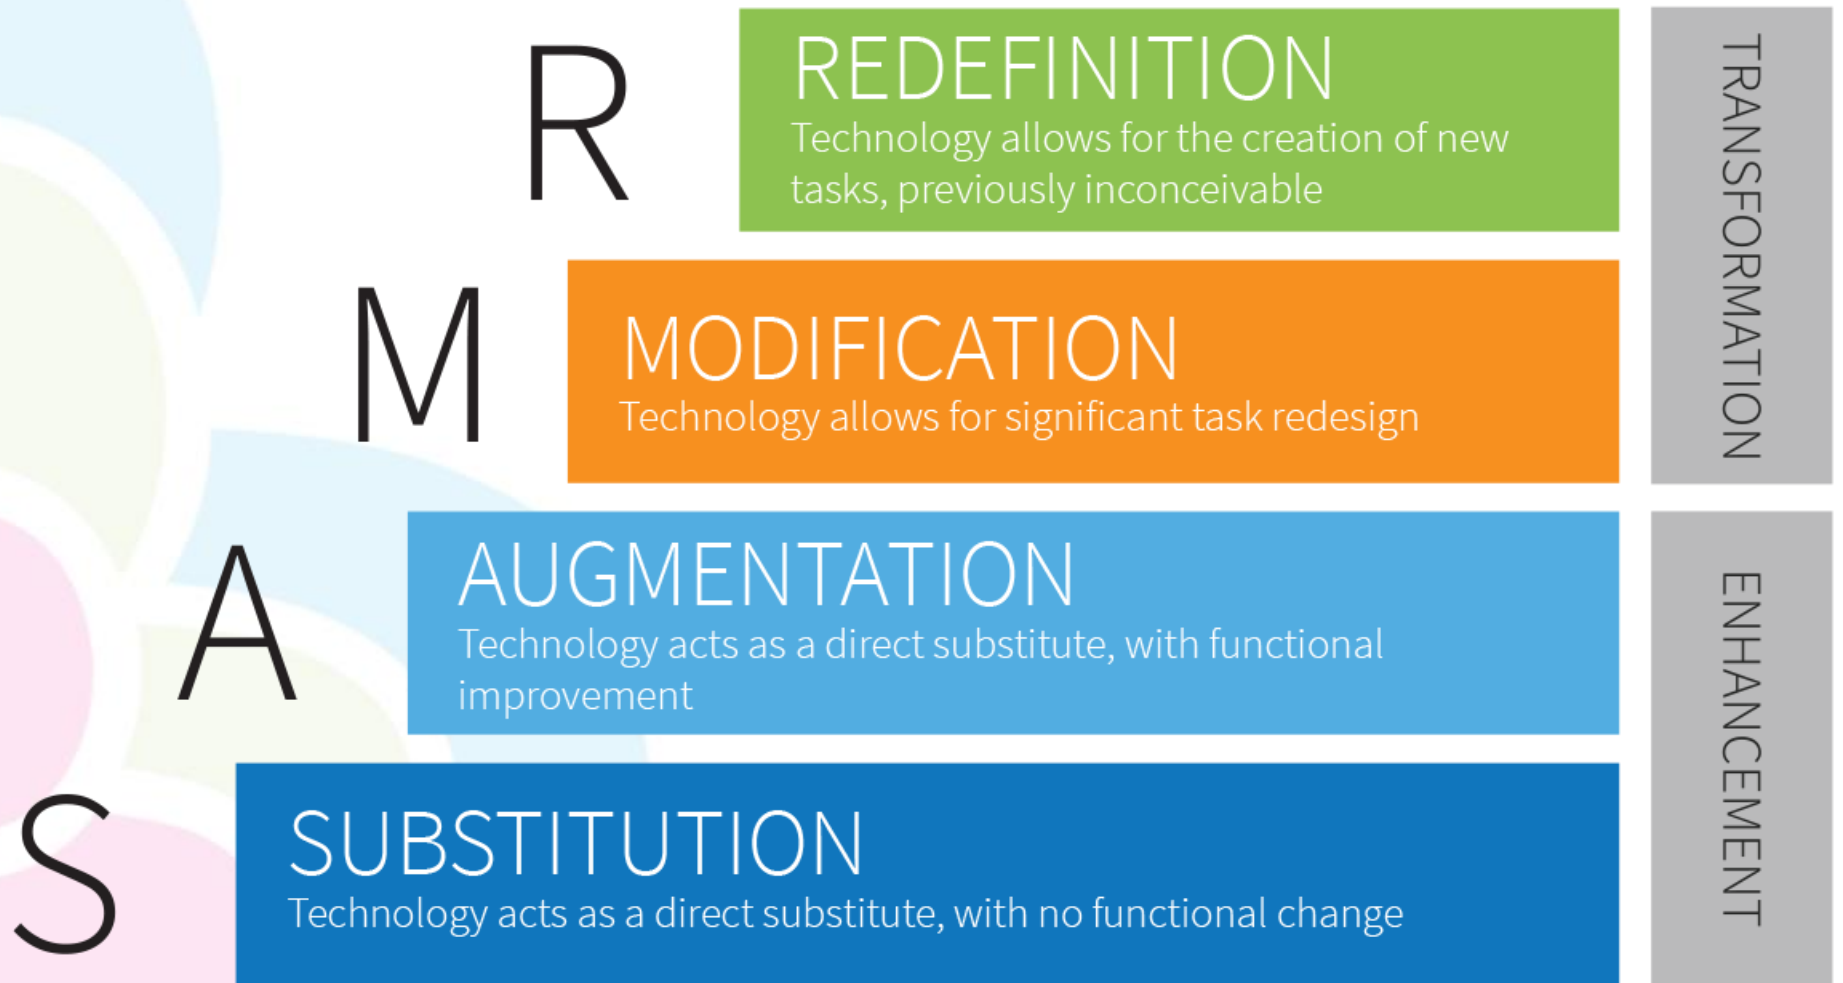 R
REDEFINITION
Technology allows for the creation of new
tasks, previously inconceivable
M
MODIFICATION
Technology allows for significant task redesign
TRANSFORMATION
A
AUGMENTATION
Technology acts as a direct substitute, with functional
improvement
S
SUBSTITUTION
Technology acts as a direct substitute, with no functional change
ENHANCEMENT